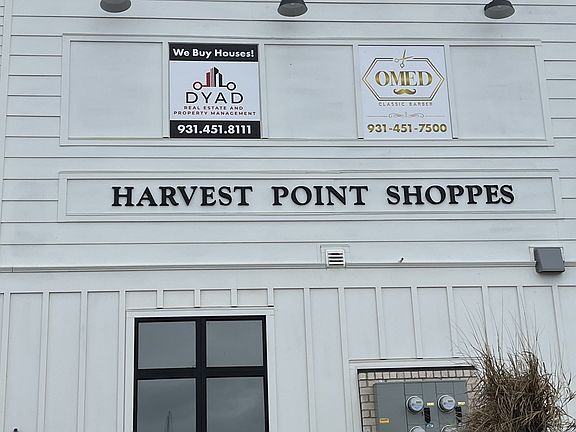 We Buy Houses!
DYAD
REAL ESTATE AND
PROPERTY MANAGEMENT
931.451.8111
OMED
CLASSIC BARBER
931-451-7500
HARVEST POINT SHOPPES